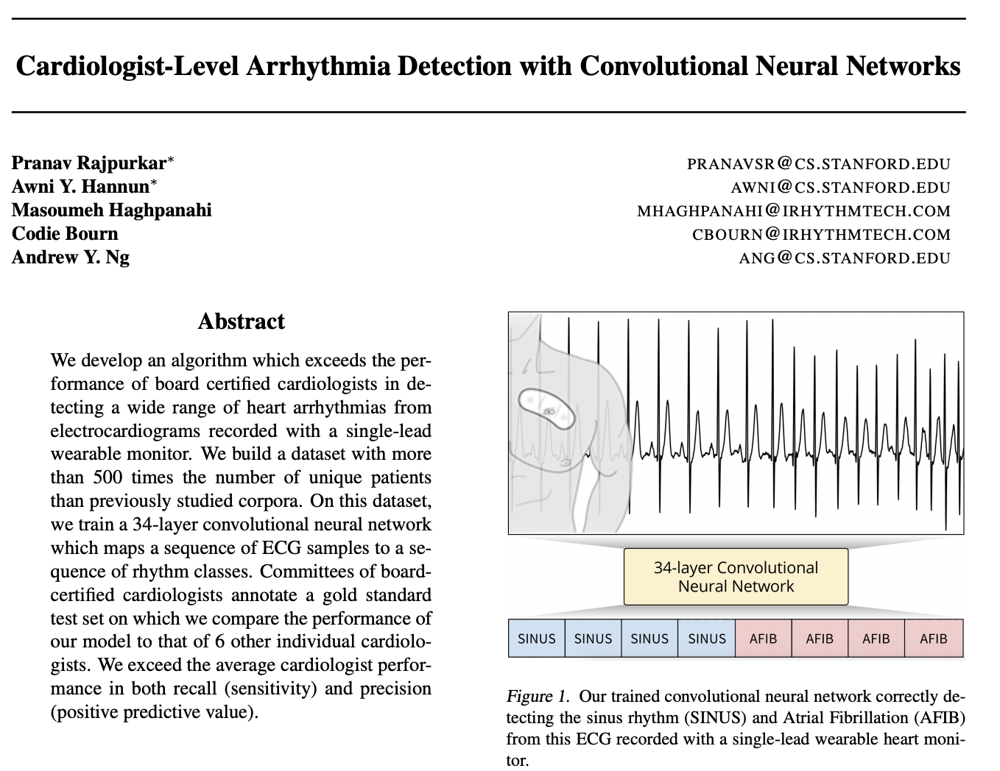 Cardiologist-Level Arrhythmia Detection with Convolutional Neural Networks
Pranav Rajpurkar* PRANAVSR@CS.STANFORD.EDU
Awni Y. Hannun* AWNI@CS.STANFORD.EDU
Masoumeh Haghpanahi MHAGHPANAHI@IRHYTHMTECH.COM
Codie Bourn CBOURN@IRHYTHMTECH.COM
Andrew Y. Ng ANG@CS.STANFORD.EDU
Abstract
We develop an algorithm which exceeds the per-
formance of board certified cardiologists in de-
tecting a wide range of heart arrhythmias from
electrocardiograms recorded with a single-lead
wearable monitor. We build a dataset with more
than 500 times the number of unique patients
than previously studied corpora. On this dataset,
we train a 34-layer convolutional neural network
which maps a sequence of ECG samples to a se-
quence of rhythm classes. Committees of board-
certified cardiologists annotate a gold standard
test set on which we compare the performance of
our model to that of 6 other individual cardiolo-
gists. We exceed the average cardiologist perfor-
mance in both recall (sensitivity) and precision
(positive predictive value).
34-layer Convolutional
Neural Network
SINUS SINUS SINUS SINUS AFIB AFIB AFIB AFIB
Figure 1. Our trained convolutional neural network correctly de-
tecting the sinus rhythm (SINUS) and Atrial Fibrillation (AFIB)
from this ECG recorded with a single-lead wearable heart moni-
tor.